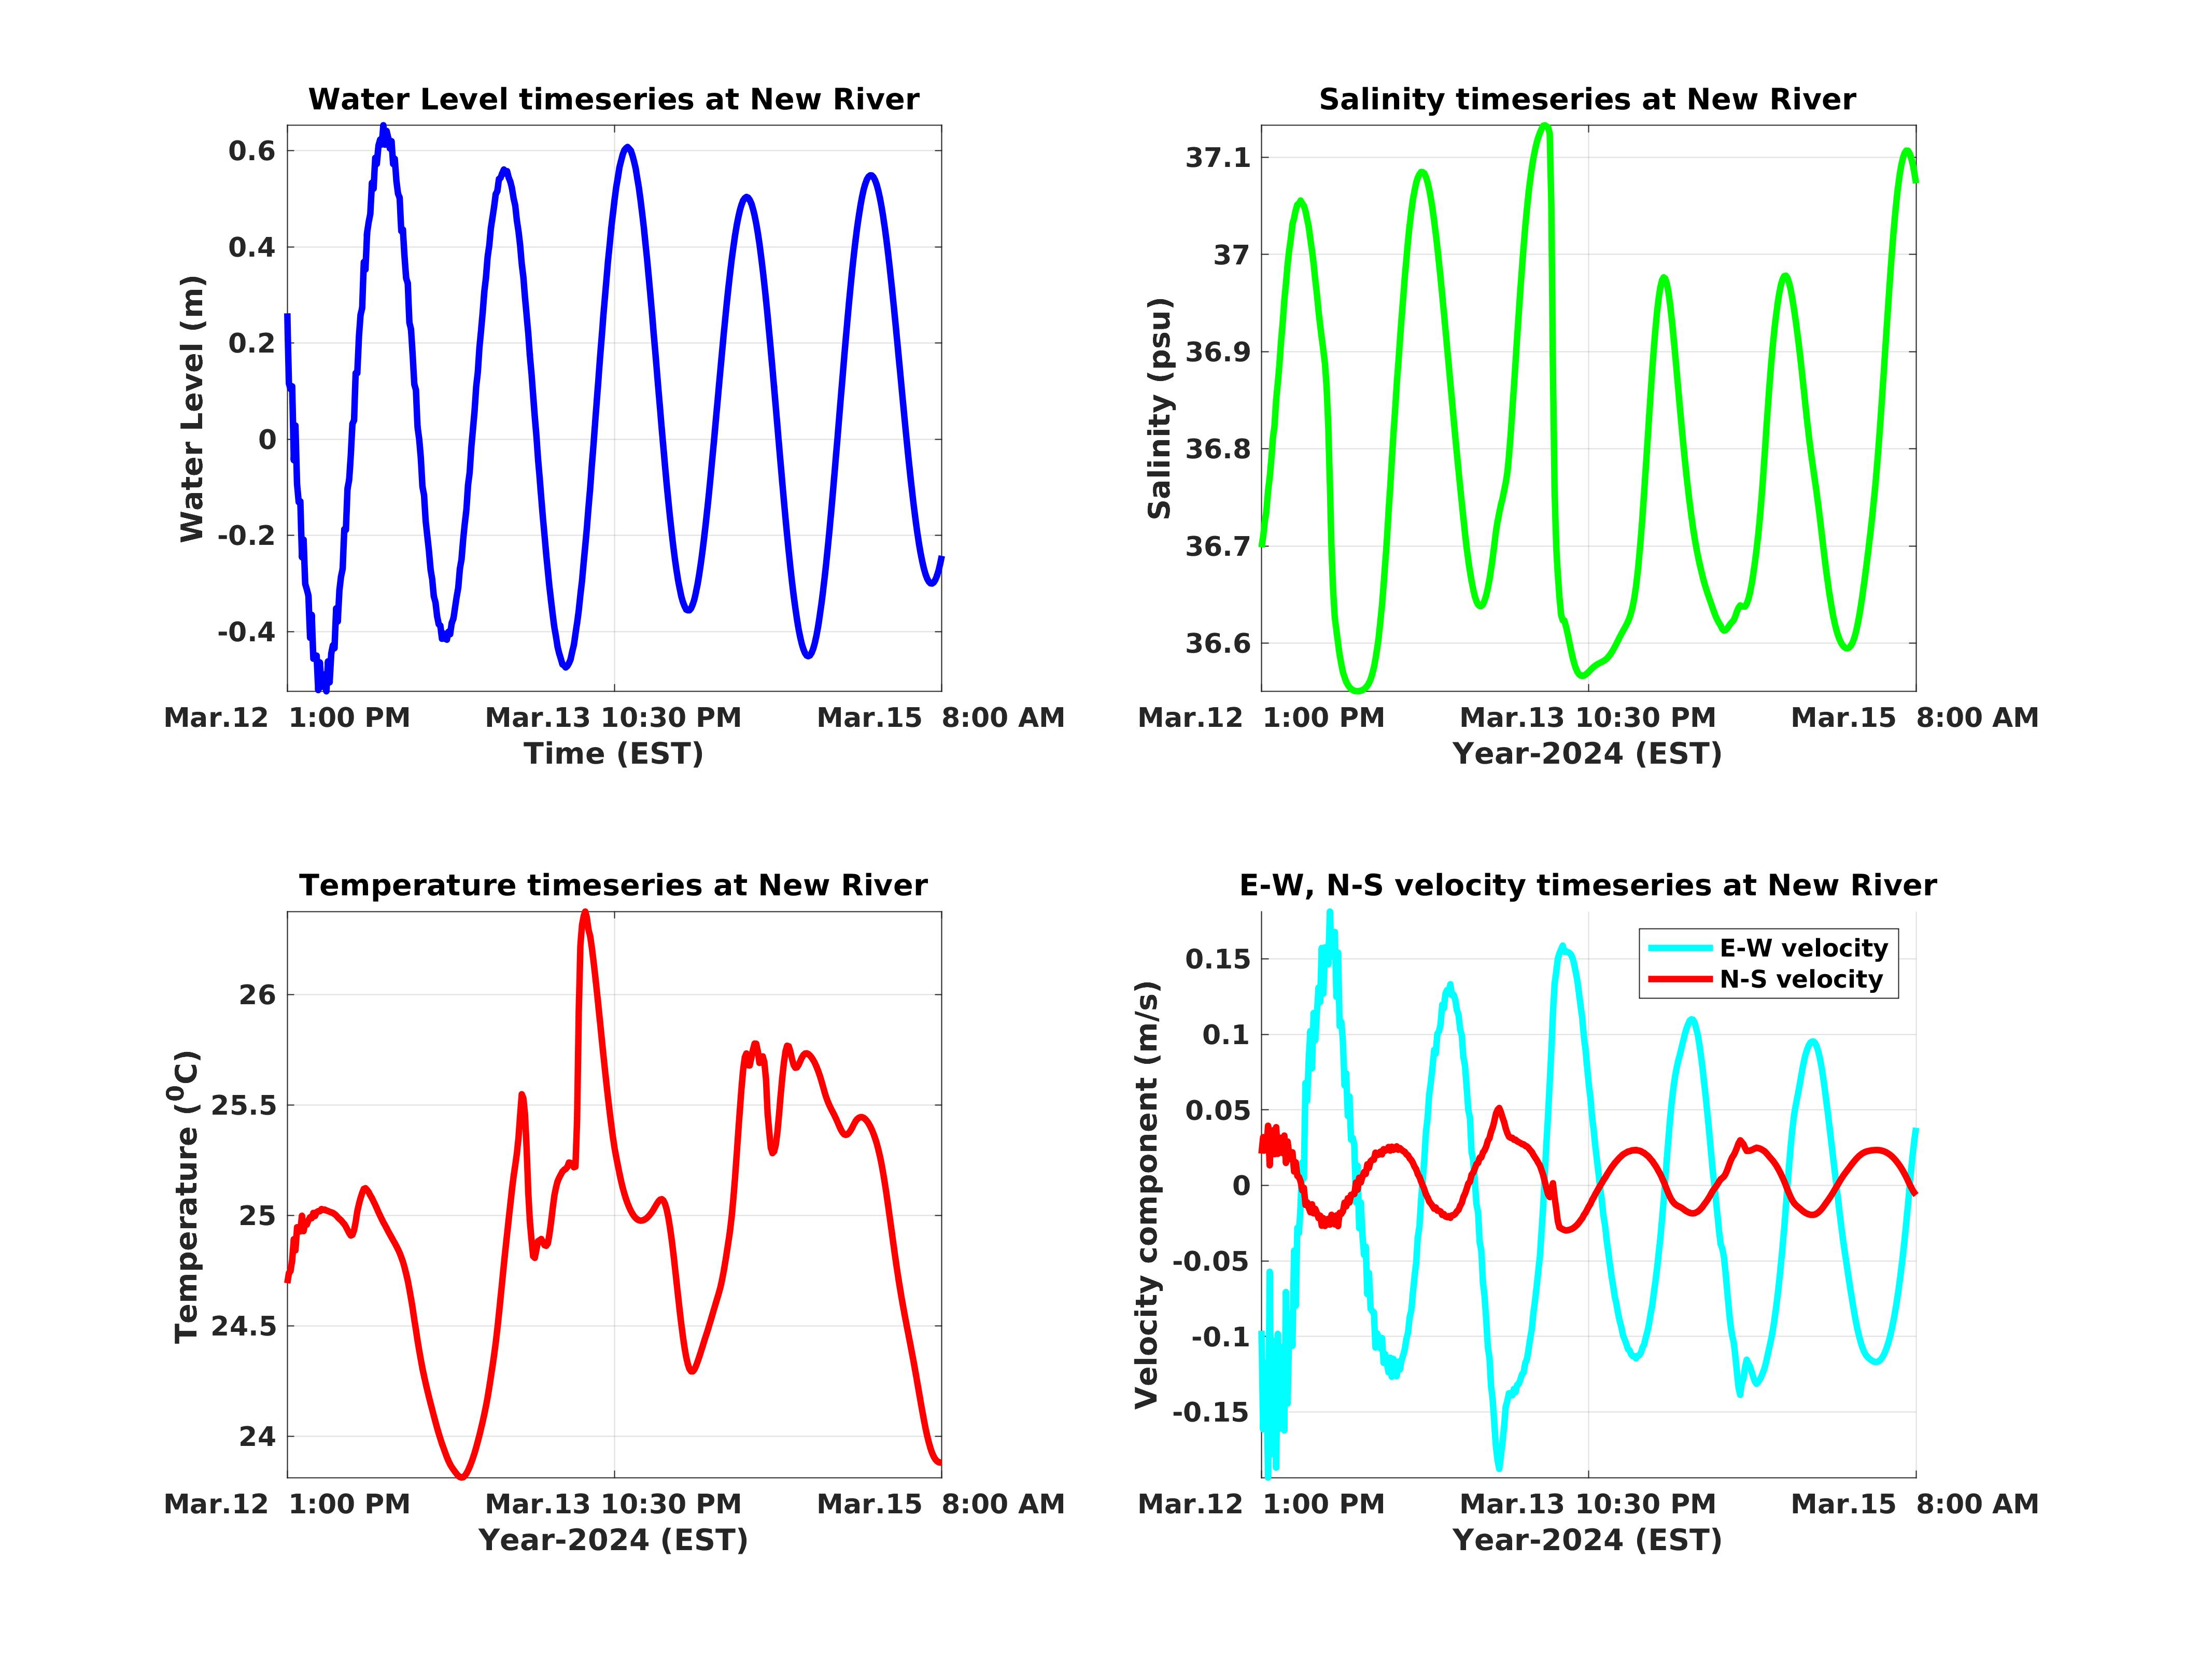 Water Level timeseries at New River
0.6
0.4
0.2
0
-0.2
-0.4
Water Level (m)
Mar.12 1:00 PM
Mar.13 10:30 PM
Mar.15 8:00 AM
Time (EST)
Salinity timeseries at New River
37.1
37
36.9
36.8
36.7
36.6
Salinity (psu)
Mar.12 1:00 PM
Mar.13 10:30 PM
Mar.15 8:00 AM
Year-2024 (EST)
Temperature timeseries at New River
26
25.5
25
24.5
24
Temperature (⁰C)
Mar.12 1:00 PM
Mar.13 10:30 PM
Mar.15 8:00 AM
Year-2024 (EST)
E-W, N-S velocity timeseries at New River
E-W velocity
N-S velocity
0.15
0.1
0.05
0
-0.05
-0.1
-0.15
Velocity component (m/s)
Mar.12 1:00 PM
Mar.13 10:30 PM
Mar.15 8:00 AM
Year-2024 (EST)